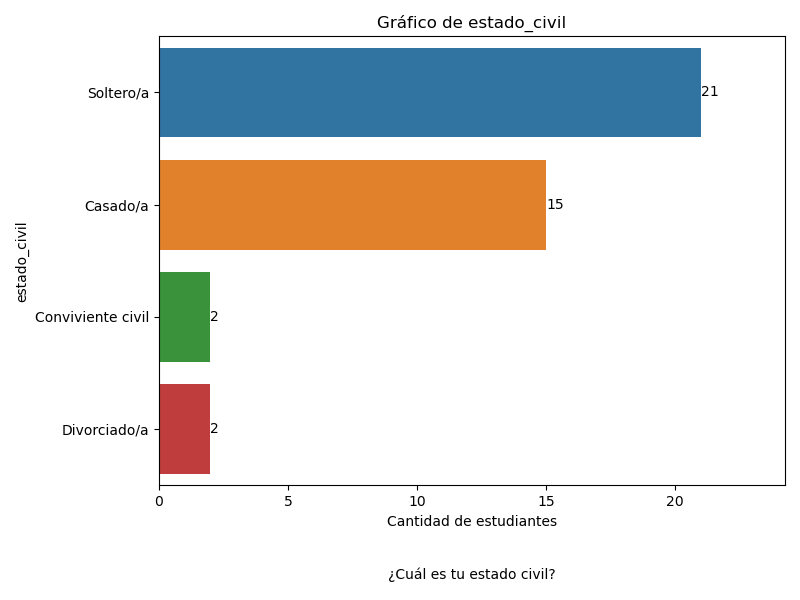 Gráfico de estado_civil
Soltero/a
21
Casado/a
15
estado_civil
Conviviente civil
2
Divorciado/a
2
0
5
10
15
20
Cantidad de estudiantes
¿Cuál es tu estado civil?